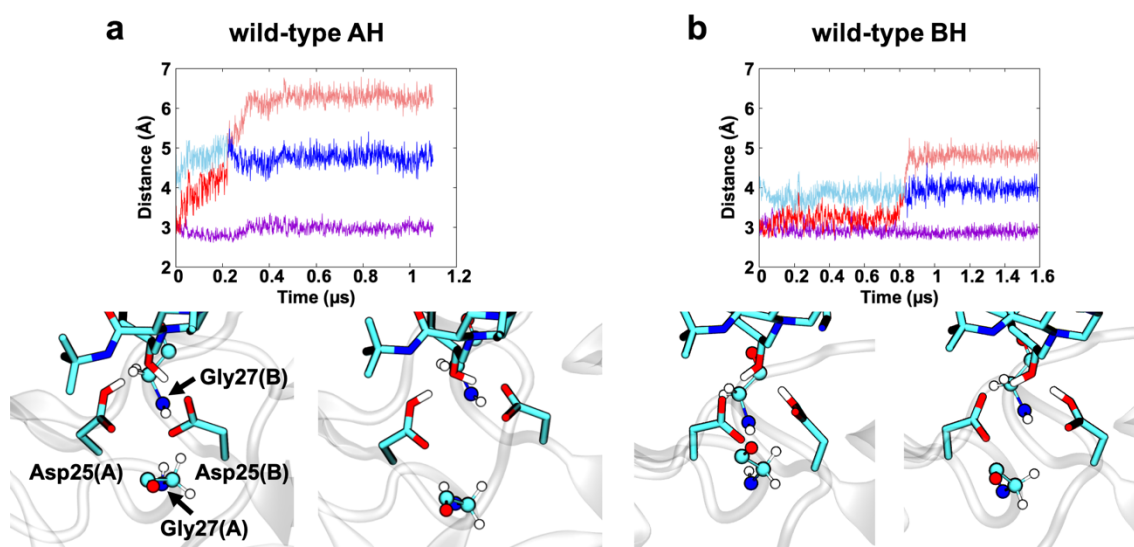 a wild-type AH
7
6
5
4
3
2
Distance (Å)
0 0.2 0.4 0.6 0.8 1 1.2
Time (μs)
Gly27(B)
Asp25(A) Asp25(B)
Gly27(A)
b wild-type BH
7
6
5
4
3
2
Distance (Å)
0 0.2 0.4 0.6 0.8 1 1.2 1.4 1.6
Time (μs)